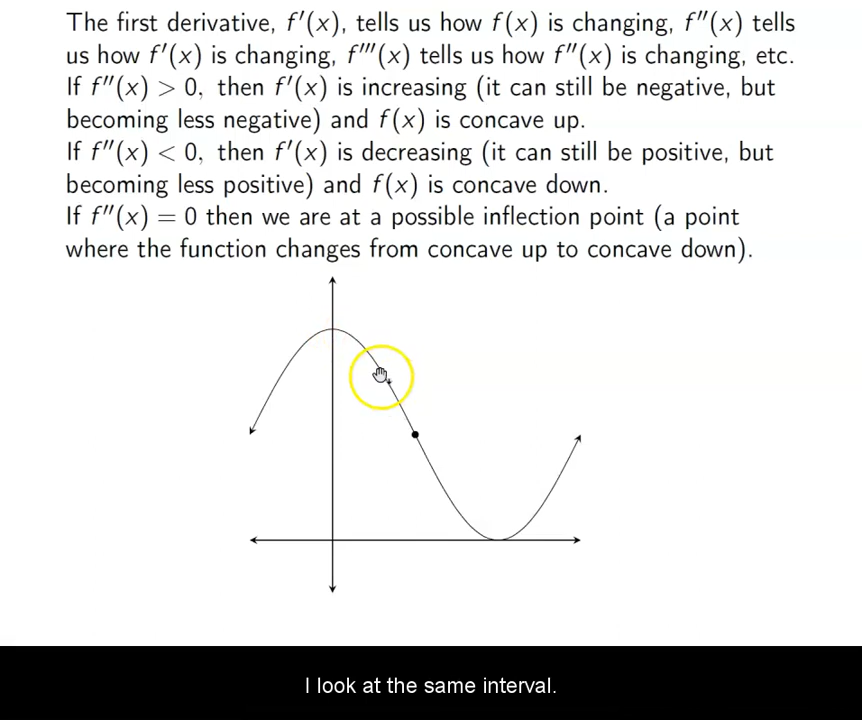 The first derivative, f′(x), tells us how f(x) is changing, f″(x) tells
us how f′(x) is changing, f‴(x) tells us how f″(x) is changing, etc.
If f″(x) > 0, then f′(x) is increasing (it can still be negative, but
becoming less negative) and f(x) is concave up.
If f″(x) < 0, then f′(x) is decreasing (it can still be positive, but
becoming less positive) and f(x) is concave down.
If f″(x) = 0 then we are at a possible inflection point (a point
where the function changes from concave up to concave down).
I look at the same interval.